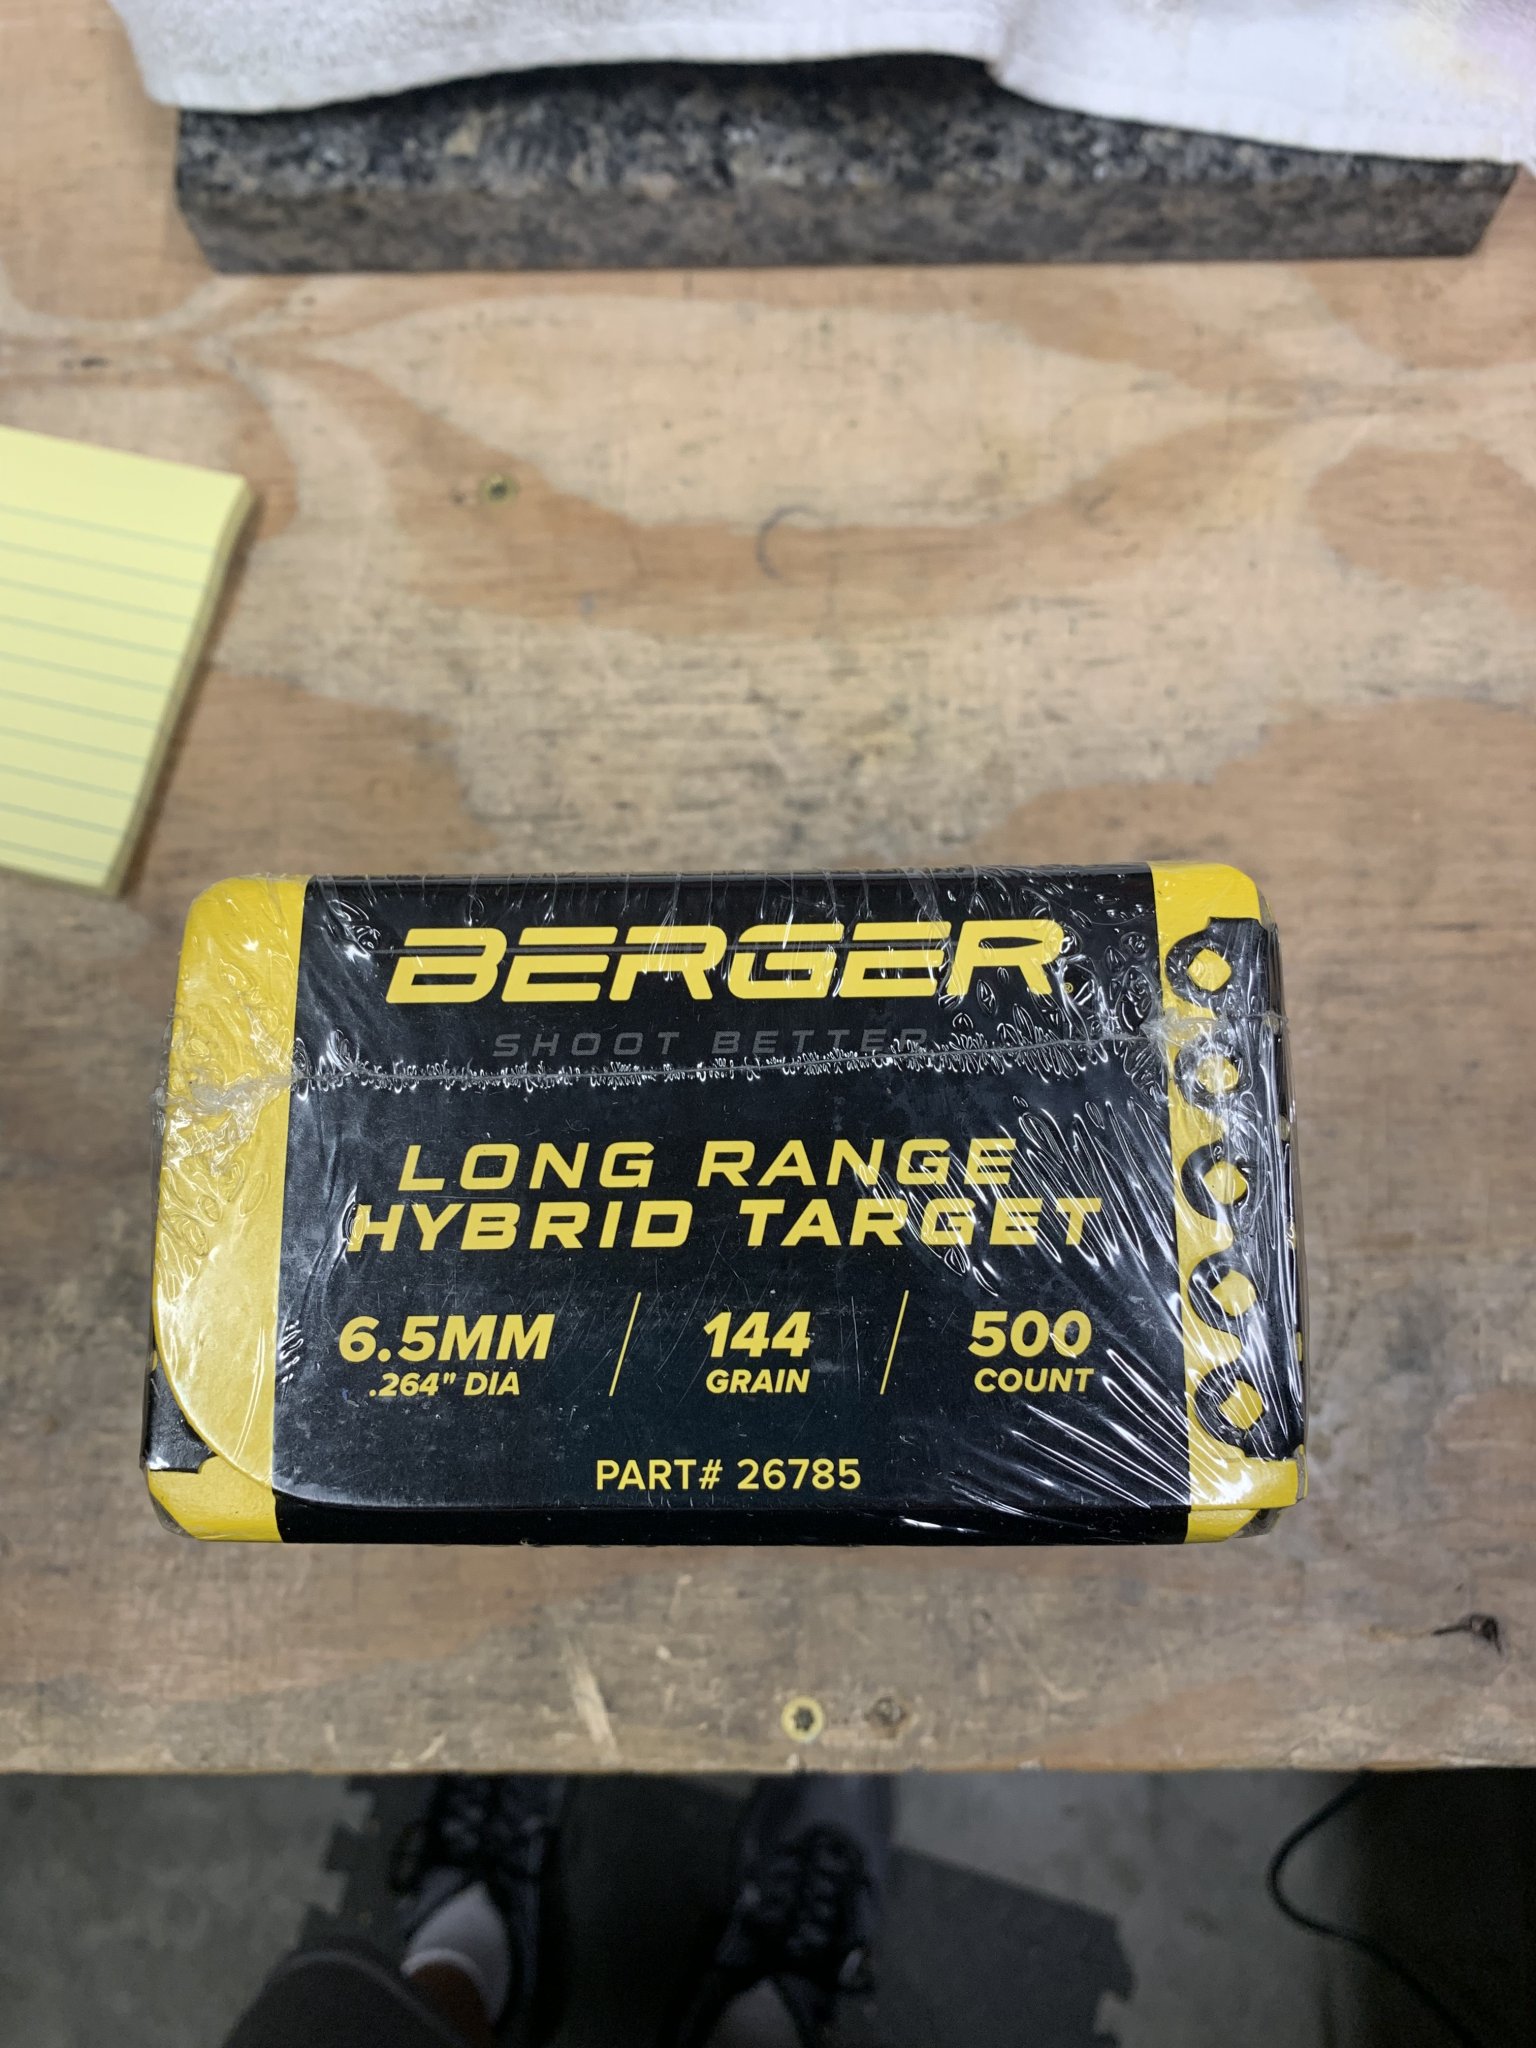 BERGER®
SHOOT BETTER
LONG RANGE
HYBRID TARGET
6.5MM / 144 / 500
.264" DIA GRAIN COUNT
PART# 26785